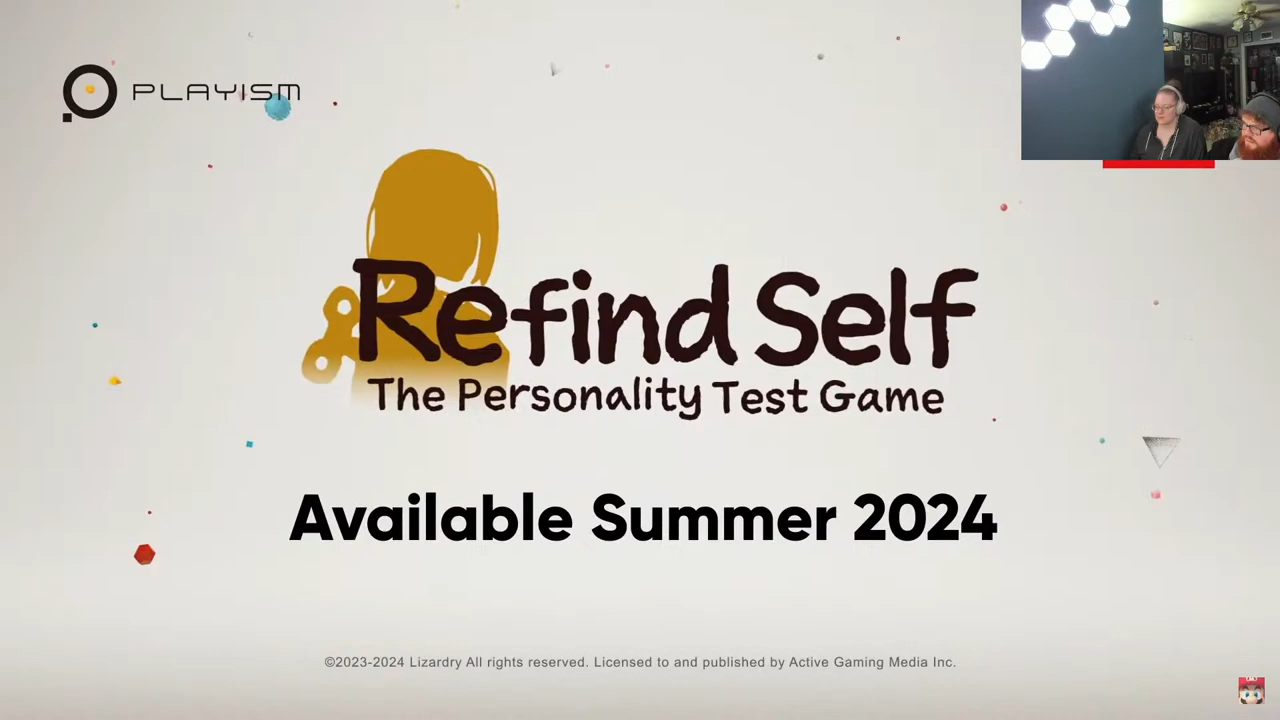 PLAYISM
Refind Self
The Personality Test Game
Available Summer 2024
©2023-2024 Lizardry All rights reserved. Licensed to and published by Active Gaming Media Inc.